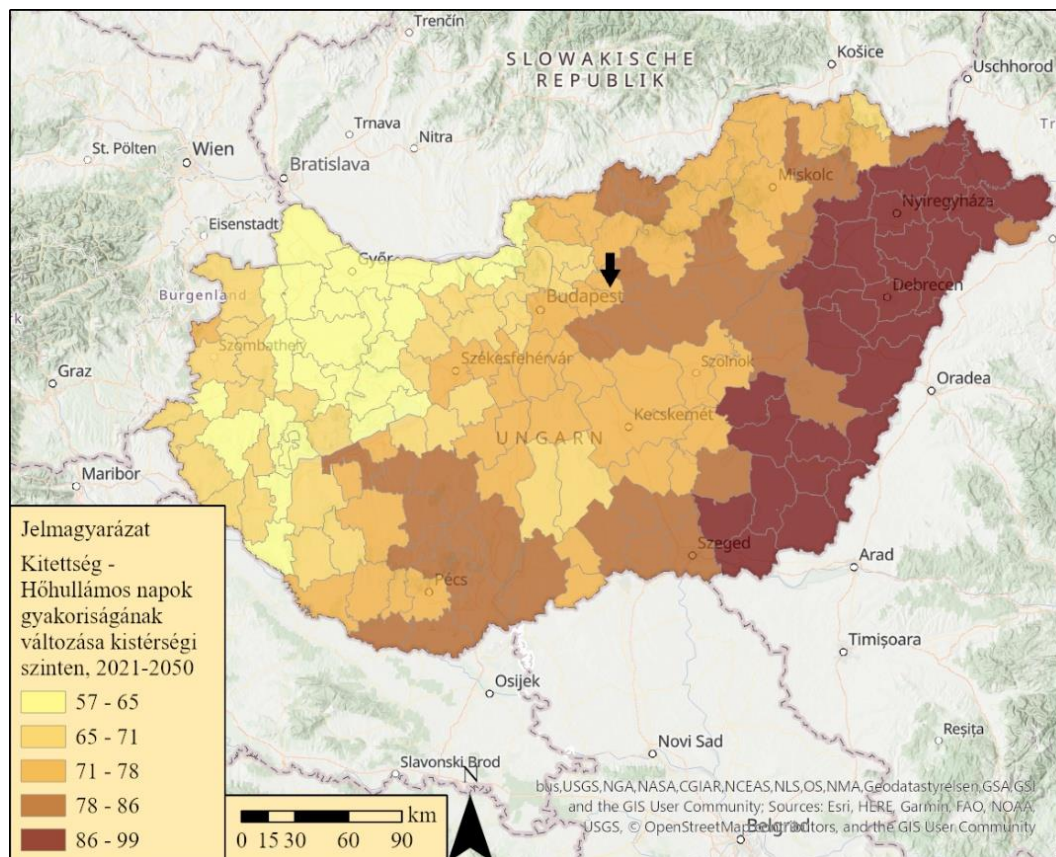 Trenčín
Košice
SLOWAKISCHE
REPUBLIK
Uschhorod
Trnava
Nitra
St. Pölten
Wien
Bratislava
Miskolc
Nyíregyháza
Eisenstadt
Győr
Debrecen
Burgenland
Budapest
Szombathely
Székesfehérvár
Szolnok
Graz
Oradea
Kecskemét
UNGARN
Maribor
Szeged
Arad
Pécs
Timișoara
Osijek
Reșița
Novi Sad
Slavonski Brod
Belgrad
Jelmagyarázat
Kitettség -
Hőhullámos napok
gyakoriságának
változása kistérségi
szinten, 2021-2050
57 - 65
65 - 71
71 - 78
78 - 86
86 - 99
km
0 15 30 60 90
N
bus,USGS,NGA,NASA,CGIAR,NCEAS,NLS,OS,NMA,Geodatastyrelsen,GSA,GSI
and the GIS User Community; Sources: Esri, HERE, Garmin, FAO, NOAA,
USGS, © OpenStreetMap contributors, and the GIS User Community